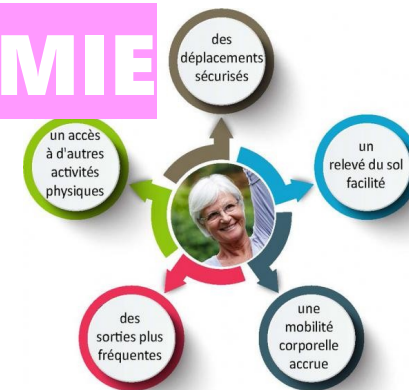 MIE
des
déplacements
sécurisés
un accès
à d'autres
activités
physiques
un
relevé du sol
facilité
des
sorties plus
fréquentes
une
mobilité
corporelle
accrue